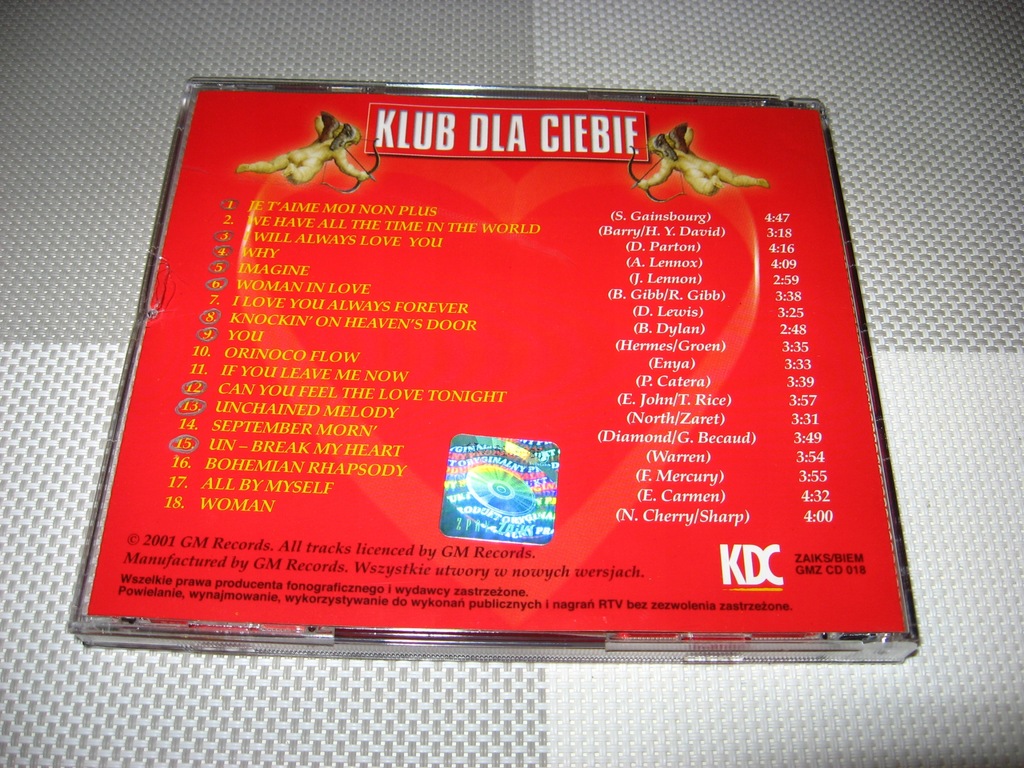 KLUB DLA CIEBIE
1. JE T'AIME MOI NON PLUS (S. Gainsbourg) 4:47
2. WE HAVE ALL THE TIME IN THE WORLD (Barry/H. Y. David) 3:18
3. I WILL ALWAYS LOVE YOU (D. Parton) 4:16
4. WHY (A. Lennox) 4:09
5. IMAGINE (J. Lennon) 2:59
6. WOMAN IN LOVE (B. Gibb/R. Gibb) 3:38
7. I LOVE YOU ALWAYS FOREVER (D. Lewis) 3:25
8. KNOCKIN' ON HEAVEN'S DOOR (B. Dylan) 2:48
9. YOU (Hermes/Groen) 3:35
10. ORINOCO FLOW (Enya) 3:33
11. IF YOU LEAVE ME NOW (P. Catera) 3:39
12. CAN YOU FEEL THE LOVE TONIGHT (E. John/T. Rice) 3:57
13. UNCHAINED MELODY (North/Zaret) 3:31
14. SEPTEMBER MORN' (Diamond/G. Becaud) 3:49
15. UN – BREAK MY HEART (Warren) 3:54
16. BOHEMIAN RHAPSODY (F. Mercury) 3:55
17. ALL BY MYSELF (E. Carmen) 4:32
18. WOMAN (N. Cherry/Sharp) 4:00
ORYGINALNY
© 2001 GM Records. All tracks licenced by GM Records.
Manufactured by GM Records. Wszystkie utwory w nowych wersjach.
Wszelkie prawa producenta fonograficznego i wydawcy zastrzeżone.
Powielanie, wynajmowanie, wykorzystywanie do wykonań publicznych i nagrań RTV bez zezwolenia zastrzeżone.
KDC
ZAIKS/BIEM
GMZ CD 018